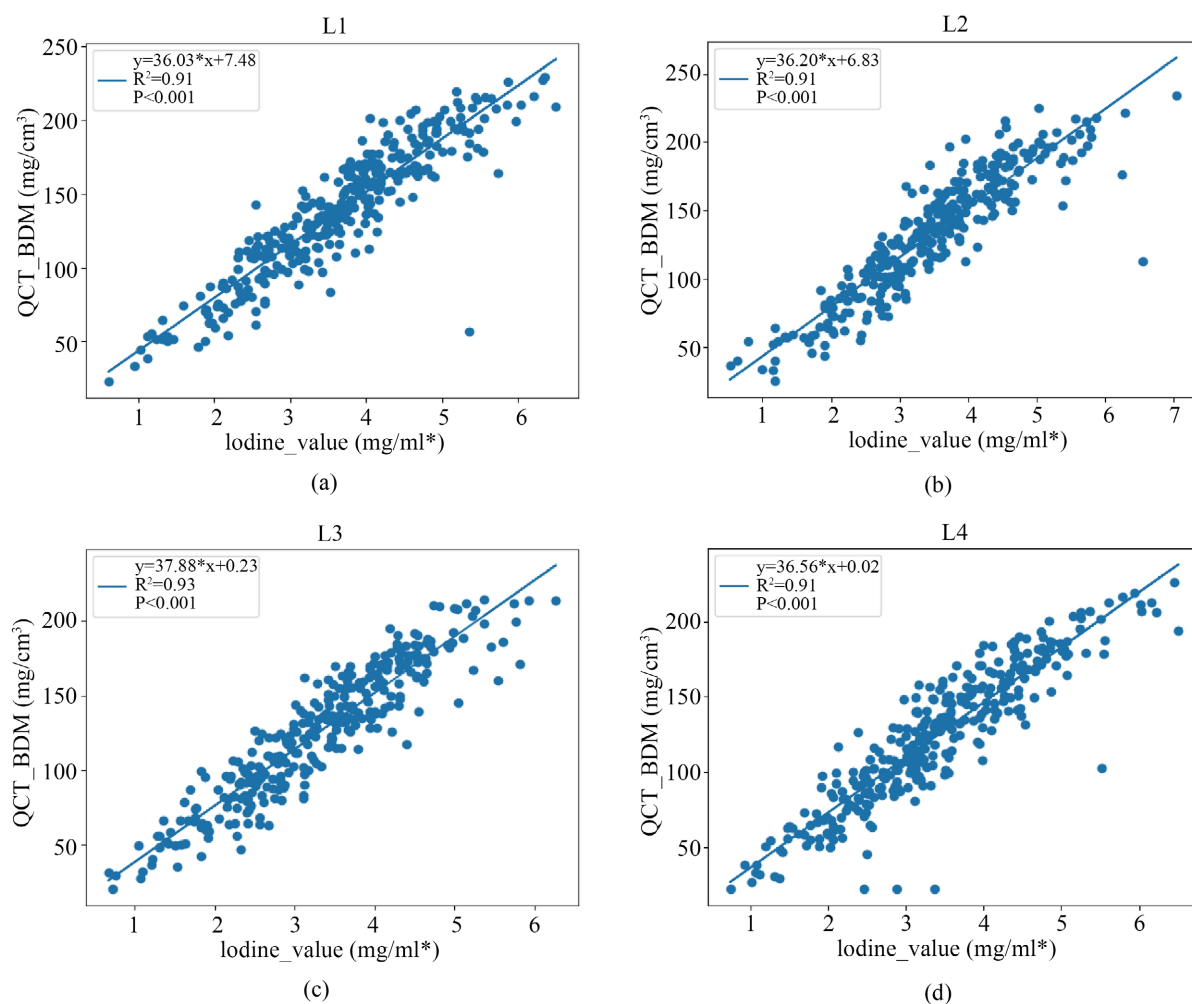 L1
y=36.03*x+7.48
R²=0.91
P<0.001
250
200
150
100
50
QCT_BDM (mg/cm³)
1 2 3 4 5 6
lodine_value (mg/ml*)
(a)
L2
y=36.20*x+6.83
R²=0.91
P<0.001
250
200
150
100
50
QCT_BDM (mg/cm³)
1 2 3 4 5 6 7
lodine_value (mg/ml*)
(b)
L3
y=37.88*x+0.23
R²=0.93
P<0.001
200
150
100
50
QCT_BDM (mg/cm³)
1 2 3 4 5 6
lodine_value (mg/ml*)
(c)
L4
y=36.56*x+0.02
R²=0.91
P<0.001
200
150
100
50
QCT_BDM (mg/cm³)
1 2 3 4 5 6
lodine_value (mg/ml*)
(d)